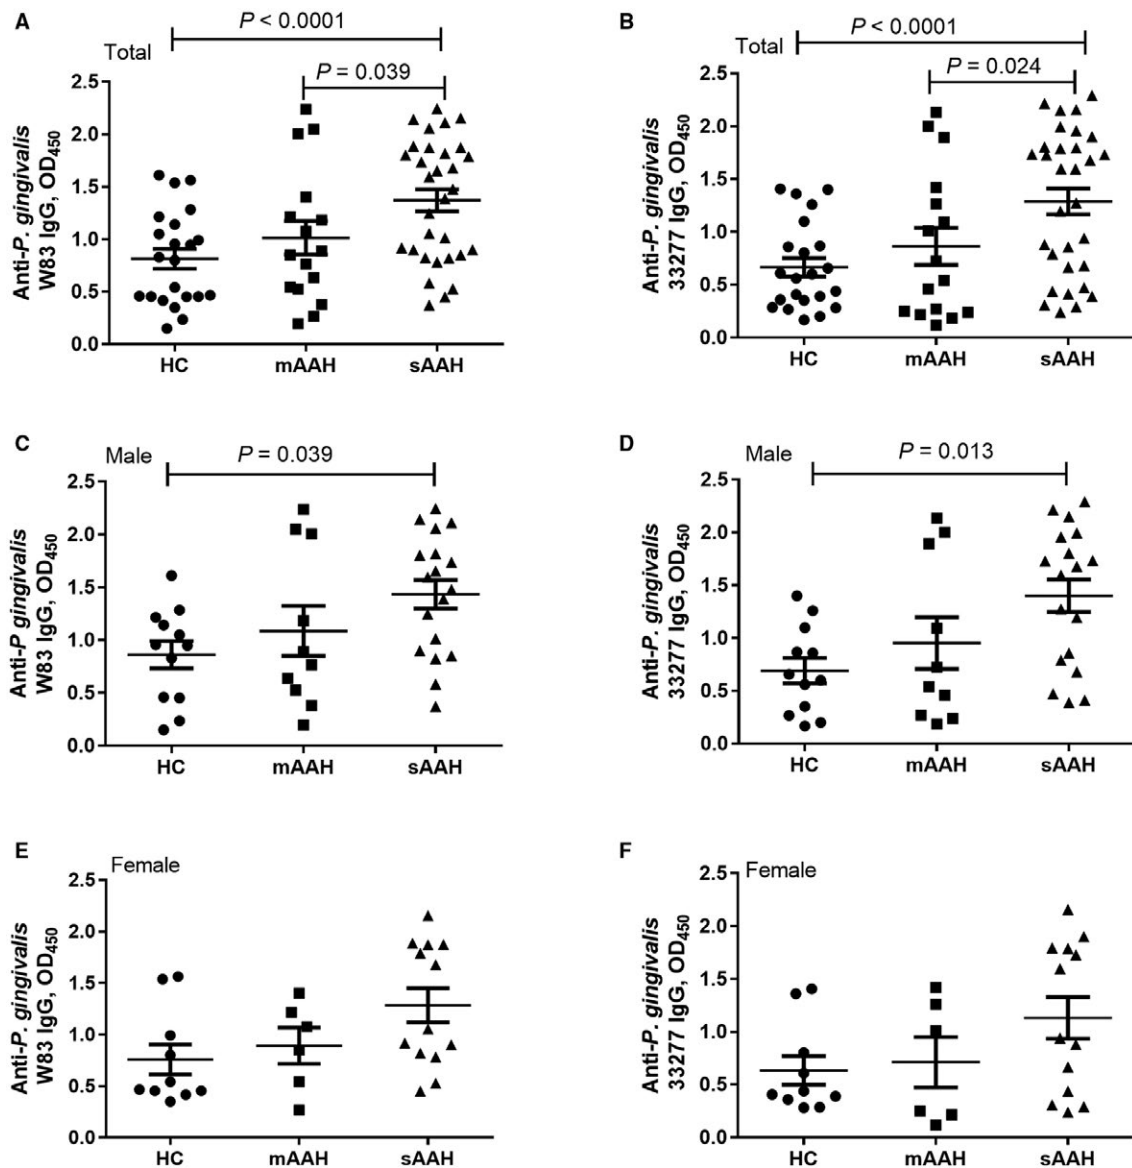 A
Total
P < 0.0001
P = 0.039
Anti-P. gingivalis
W83 IgG, OD450
2.5
2.0
1.5
1.0
0.5
0.0
HC mAAH sAAH
B
Total
P < 0.0001
P = 0.024
Anti-P. gingivalis
33277 IgG, OD450
2.5
2.0
1.5
1.0
0.5
0.0
HC mAAH sAAH
C
Male
P = 0.039
Anti-P gingivalis
W83 IgG, OD450
2.5
2.0
1.5
1.0
0.5
0.0
HC mAAH sAAH
D
Male
P = 0.013
Anti-P. gingivalis
33277 IgG, OD450
2.5
2.0
1.5
1.0
0.5
0.0
HC mAAH sAAH
E
Female
Anti-P. gingivalis
W83 IgG, OD450
2.5
2.0
1.5
1.0
0.5
0.0
HC mAAH sAAH
F
Female
Anti-P. gingivalis
33277 IgG, OD450
2.5
2.0
1.5
1.0
0.5
0.0
HC mAAH sAAH